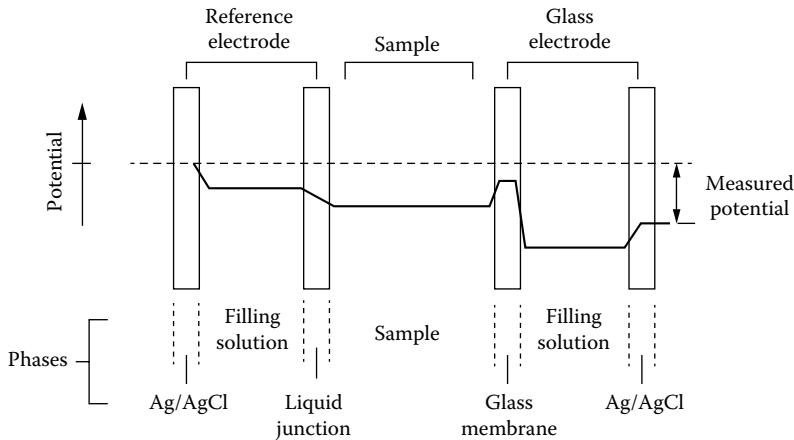 Reference
electrode
Sample
Glass
electrode
Potential
Measured
potential
Phases
Filling
solution
Sample
Filling
solution
Ag/AgCl
Liquid
junction
Glass
membrane
Ag/AgCl